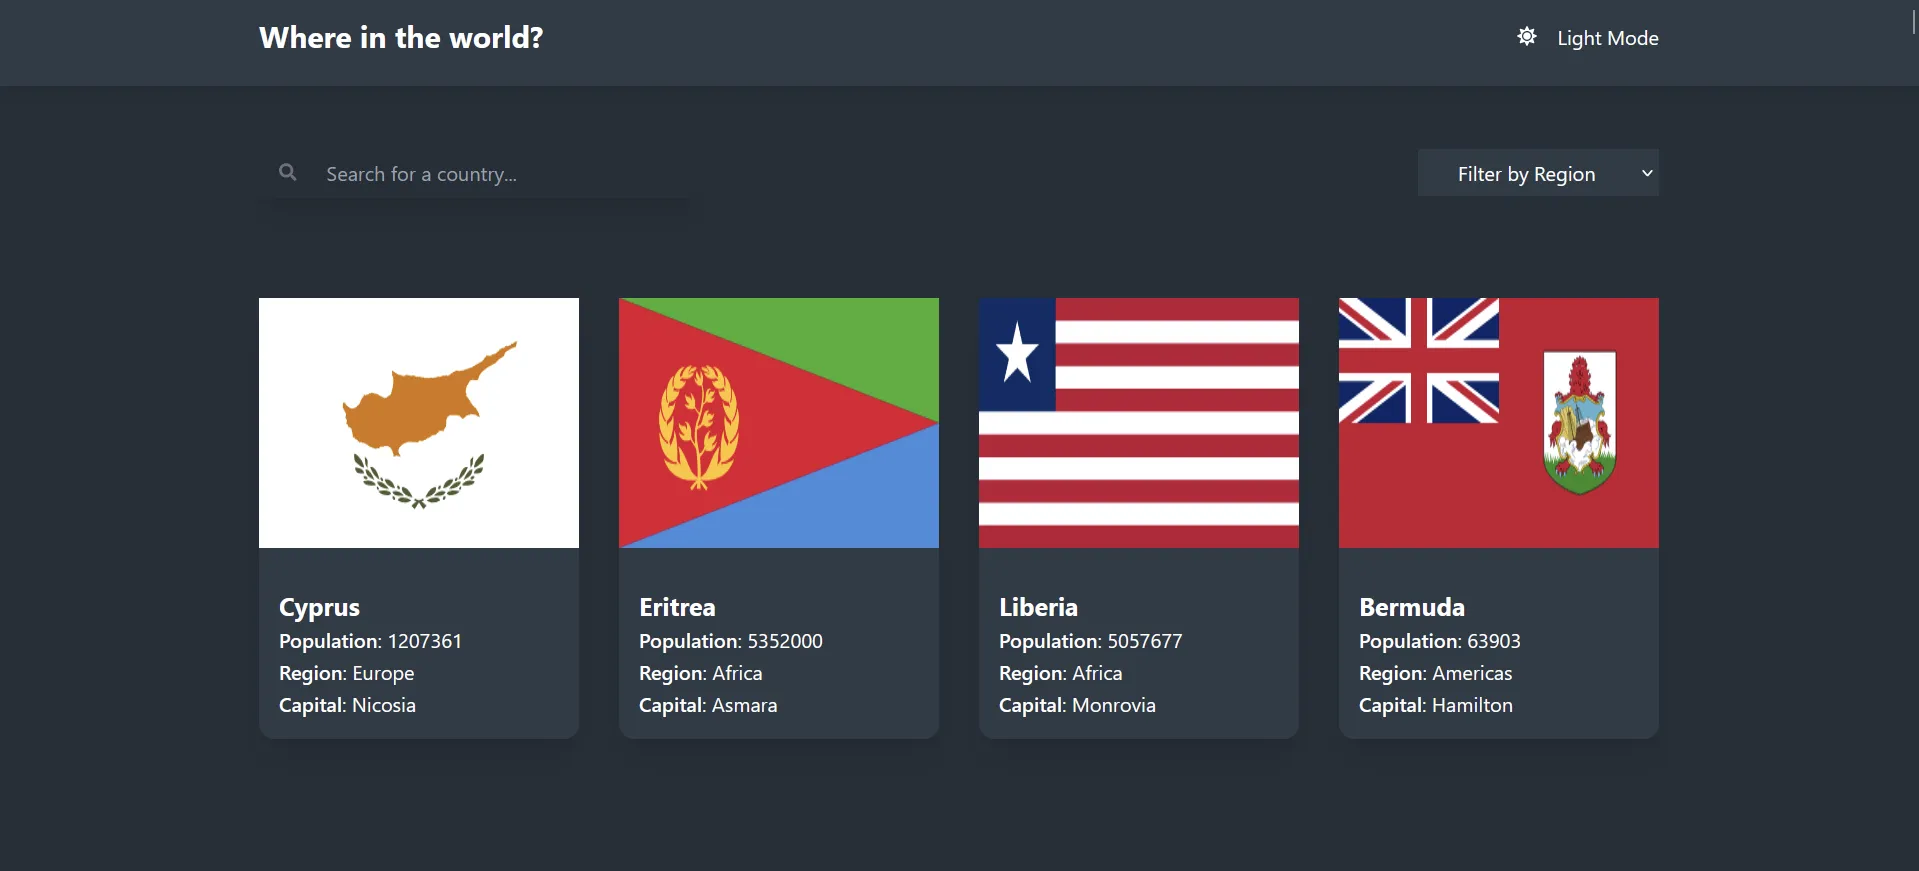 Where in the world?
Light Mode
Search for a country...
Filter by Region
Cyprus
Population: 1207361
Region: Europe
Capital: Nicosia
Eritrea
Population: 5352000
Region: Africa
Capital: Asmara
Liberia
Population: 5057677
Region: Africa
Capital: Monrovia
Bermuda
Population: 63903
Region: Americas
Capital: Hamilton